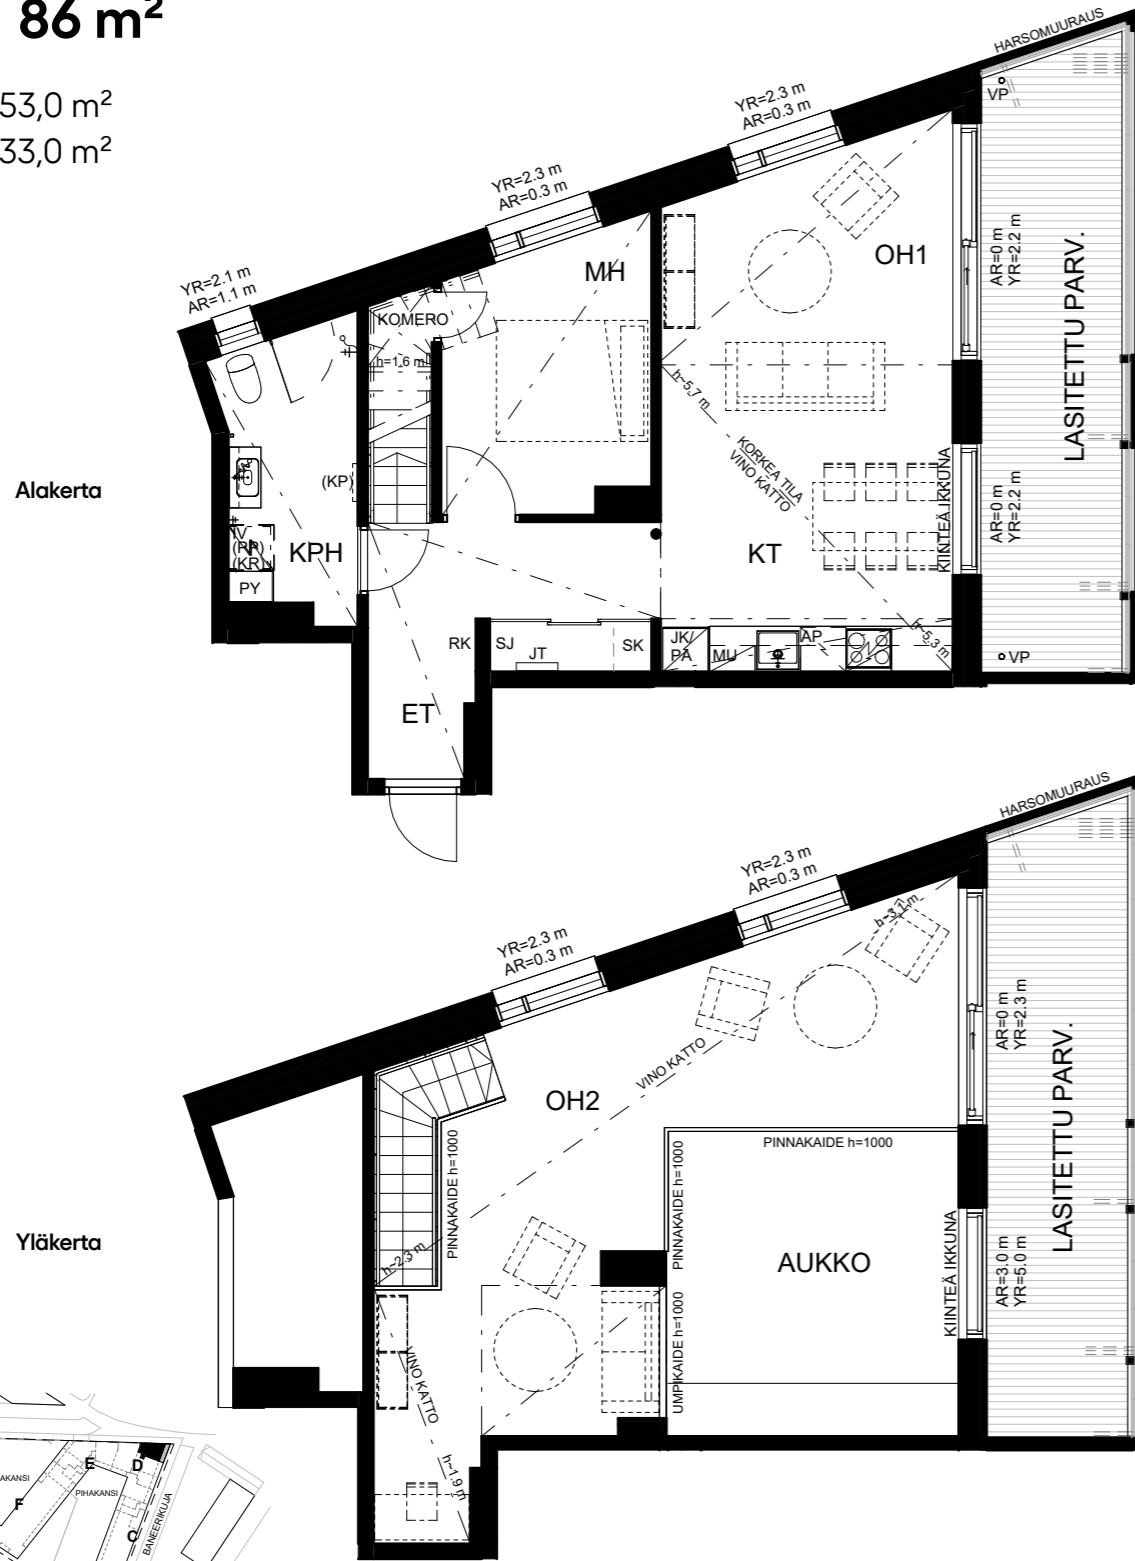 86 m²
53,0 m²
33,0 m²
HARSOMUURAUS
VP
YR=2.3 m
AR=0.3 m
YR=2.3 m
AR=0.3 m
YR=2.1 m
AR=1.1 m
MH
OH1
AR=0 m
YR=2.2 m
LASITETTU PARV.
KOMERO
h=1,6 m
h~5,7 m
KORKEA TILA
VINO KATTO
KIINTEÄ IKKUNA
AR=0 m
YR=2.2 m
Alakerta
(KP)
IV
(PP)
(KR)
KPH
PY
KT
RK
SJ
JT
SK
JK/
PA
MU
AP
h~5,3 m
VP
ET
HARSOMUURAUS
YR=2.3 m
AR=0.3 m
YR=2.3 m
AR=0.3 m
h~3,1 m
VINO KATTO
AR=0 m
YR=2.3 m
LASITETTU PARV.
OH2
PINNAKAIDE h=1000
PINNAKAIDE h=1000
PINNAKAIDE h=1000
Yläkerta
h~2,3 m
AUKKO
KIINTEÄ IKKUNA
AR=3.0 m
YR=5.0 m
UMPIKAIDE h=1000
VINO KATTO
h~1,9 m
E
D
AKANSI
PIHAKANSI
F
C
BANEERIKUJA